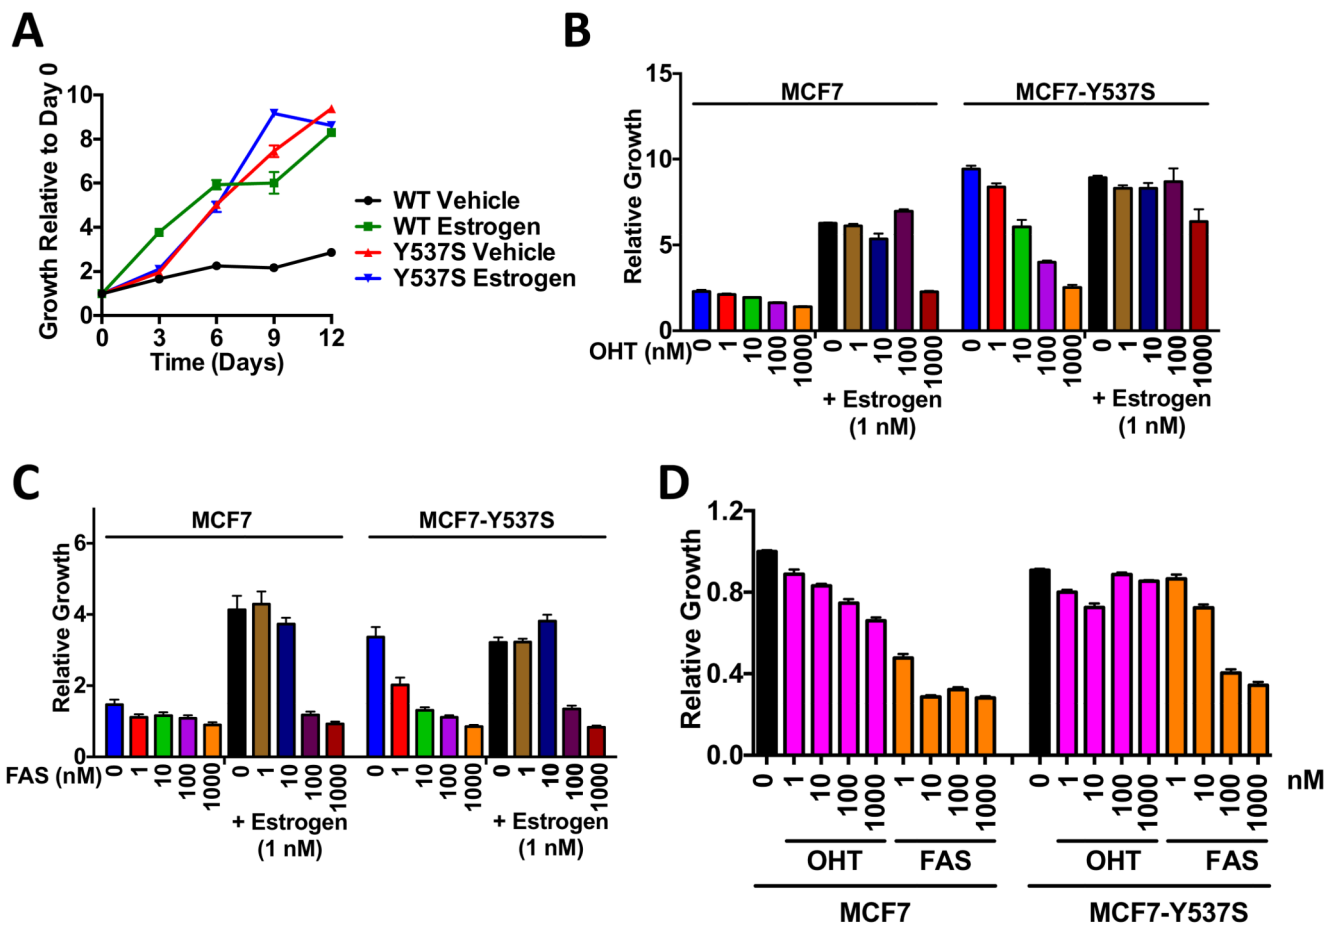 A
Growth Relative to Day 0
10
8
6
4
2
0
0 3 6 9 12
Time (Days)
WT Vehicle
WT Estrogen
Y537S Vehicle
Y537S Estrogen
B
Relative Growth
15
10
5
0
MCF7 MCF7-Y537S
OHT (nM) 0 1 10 100 1000 0 1 10 100 1000 0 1 10 100 1000 0 1 10 100 1000
+ Estrogen + Estrogen
(1 nM) (1 nM)
C
Relative Growth
6
4
2
0
MCF7 MCF7-Y537S
FAS (nM) 0 1 10 100 1000 0 1 10 100 1000 0 1 10 100 1000 0 1 10 100 1000
+ Estrogen + Estrogen
(1 nM) (1 nM)
D
Relative Growth
1.2
0.8
0.4
0.0
0 1 10 100 1000 1 10 100 1000 0 1 10 100 1000 1 10 100 1000 nM
OHT FAS OHT FAS
MCF7 MCF7-Y537S